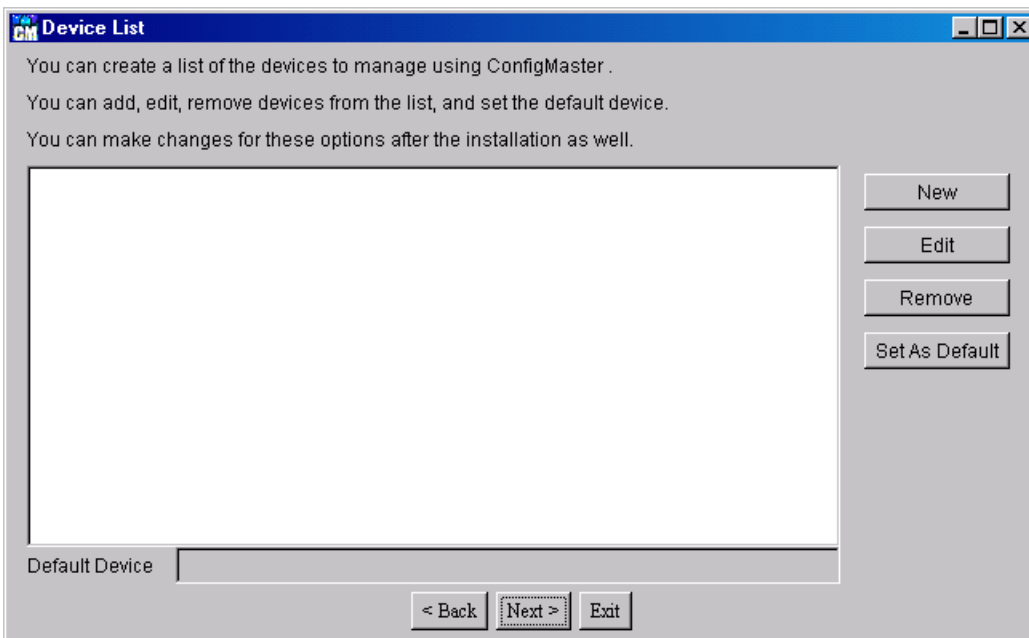 CM Device List
You can create a list of the devices to manage using ConfigMaster .
You can add, edit, remove devices from the list, and set the default device.
You can make changes for these options after the installation as well.
New
Edit
Remove
Set As Default
Default Device
< Back Next > Exit